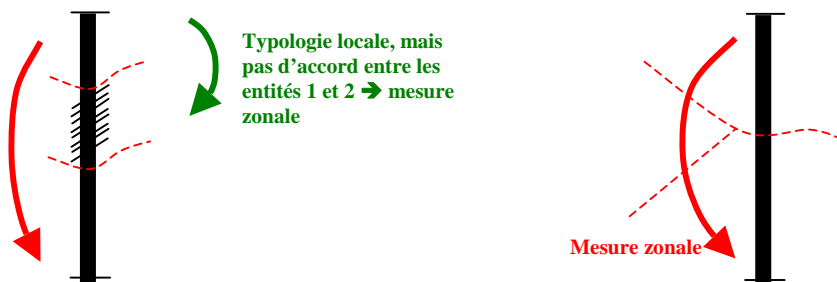 Typologie locale, mais
pas d’accord entre les
entités 1 et 2 ➔ mesure
zonale
Mesure zonale